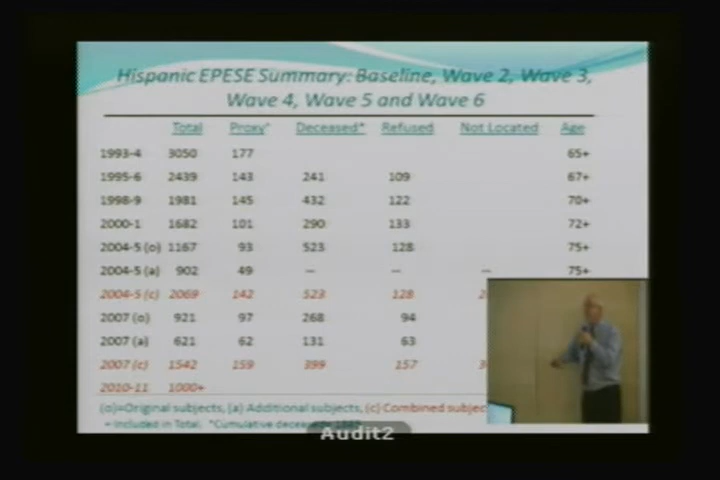 Hispanic EPESE Summary: Baseline, Wave 2, Wave 3,
Wave 4, Wave 5 and Wave 6
Total Proxy+ Deceased* Refused Not Located Age
1993-4 3050 177 65+
1995-6 2439 143 241 109 67+
1998-9 1981 145 432 122 70+
2000-1 1682 101 290 133 72+
2004-5 (o) 1167 93 523 128 75+
2004-5 (a) 902 49 -- -- -- 75+
2004-5 (c) 2069 142 523 128
2007 (o) 921 97 268 94
2007 (a) 621 62 131 63
2007 (c) 1542 159 399 157
2010-11 1000+
(o)=Original subjects, (a) Additional subjects, (c) Combined
Included in Total, *Cumulative
Audit2